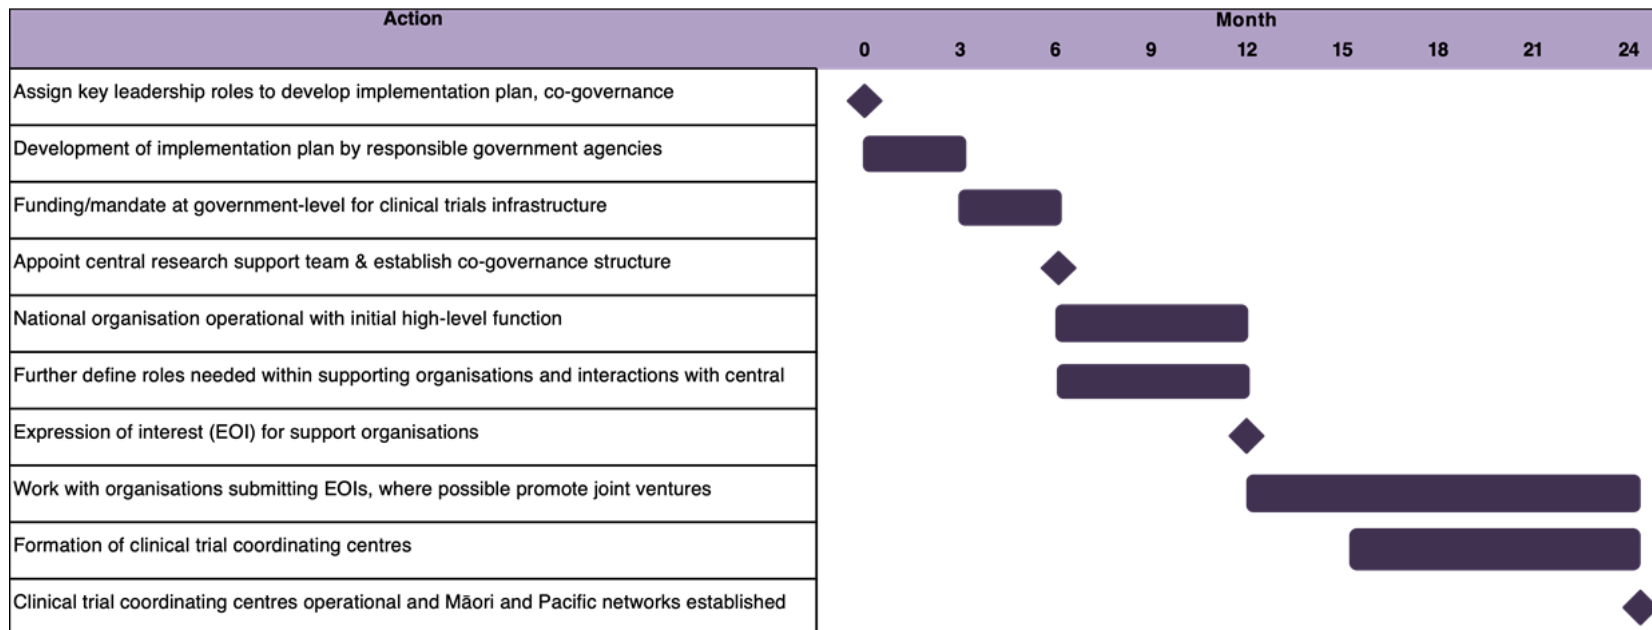 Action
Month
0 3 6 9 12 15 18 21 24
Assign key leadership roles to develop implementation plan, co-governance
Development of implementation plan by responsible government agencies
Funding/mandate at government-level for clinical trials infrastructure
Appoint central research support team & establish co-governance structure
National organisation operational with initial high-level function
Further define roles needed within supporting organisations and interactions with central
Expression of interest (EOI) for support organisations
Work with organisations submitting EOIs, where possible promote joint ventures
Formation of clinical trial coordinating centres
Clinical trial coordinating centres operational and Māori and Pacific networks established